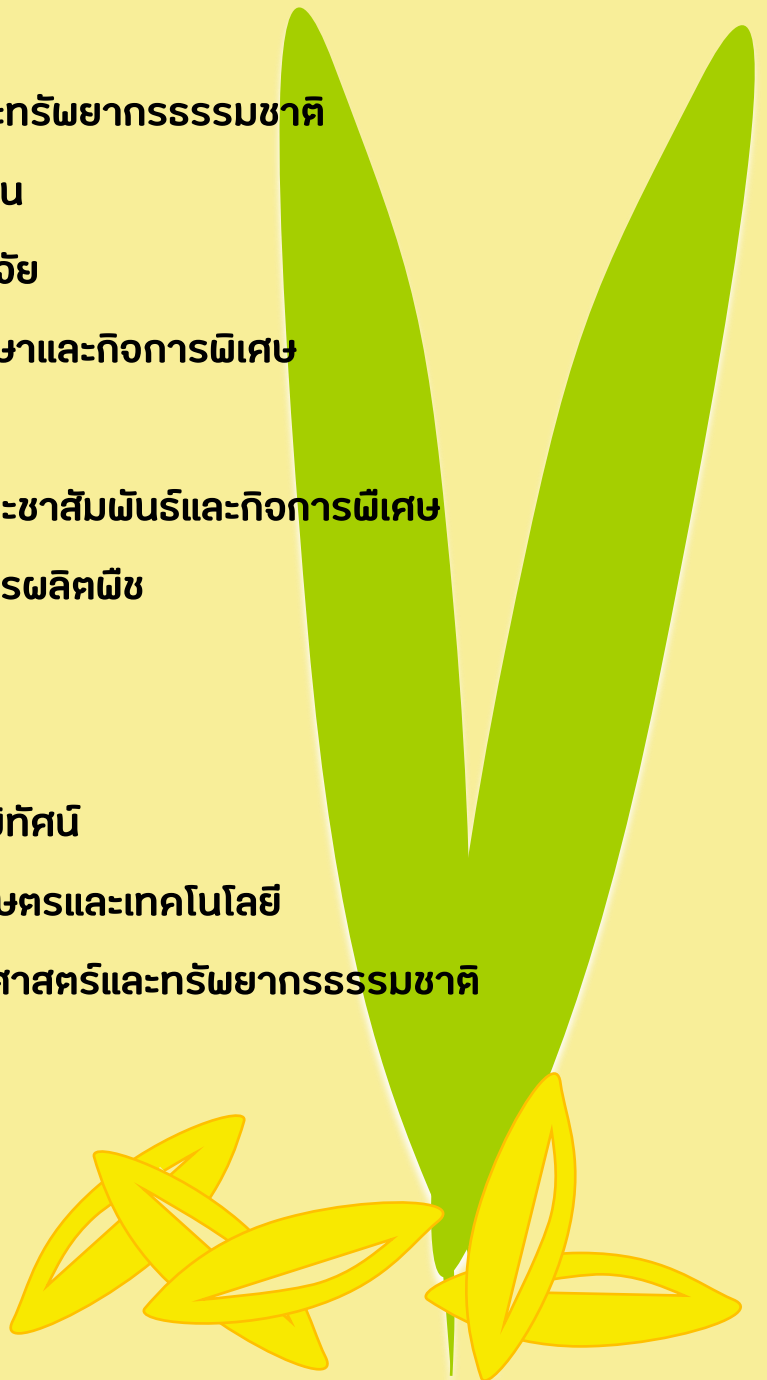 ะทรัพยากรธรรมชาติ
น
จัย
ษาและกิจการพิเศษ
ะชาสัมพันธ์และกิจการพืเศษ
รผลิตพืช
มิทัศน์
ษตรและเทคโนโลยี
ศาสตร์และทรัพยากรธรรมชาติ